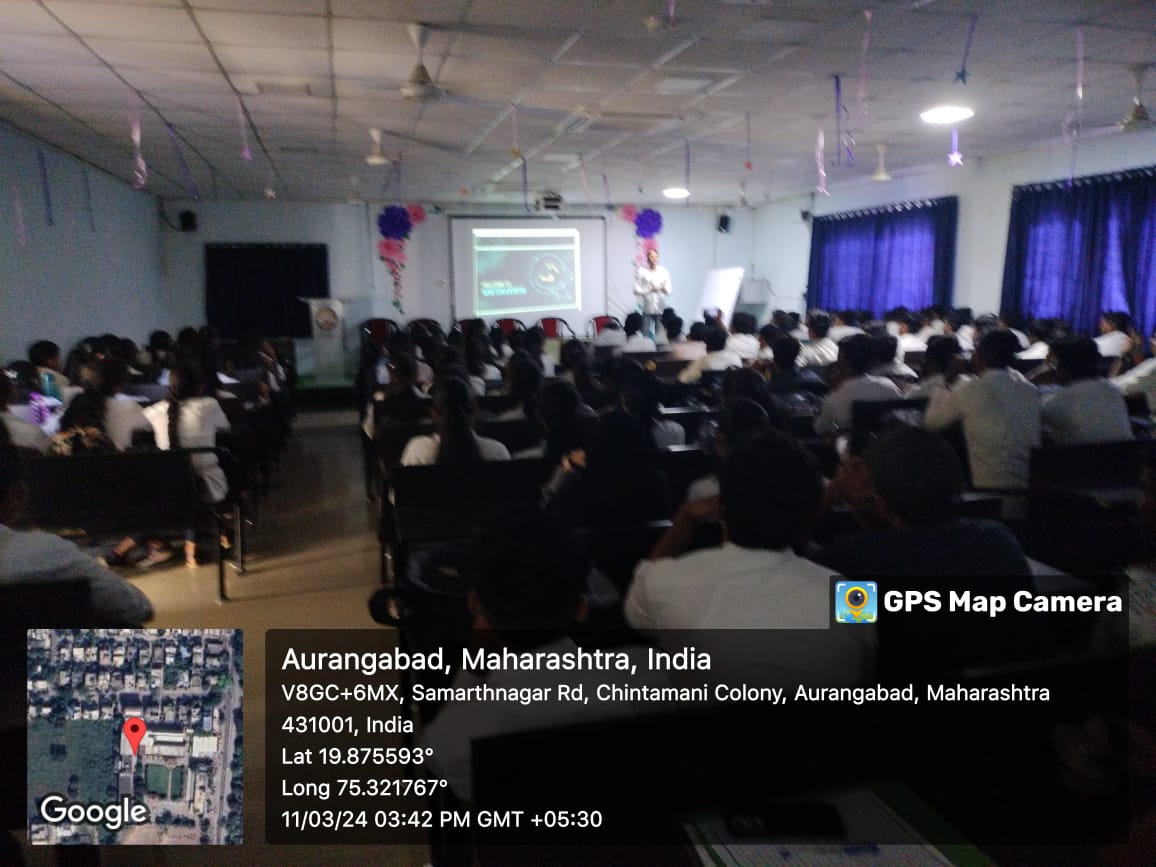 METAVERSE
GPS Map Camera
Aurangabad, Maharashtra, India
V8GC+6MX, Samarthnagar Rd, Chintamani Colony, Aurangabad, Maharashtra
431001, India
Lat 19.875593°
Long 75.321767°
11/03/24 03:42 PM GMT +05:30
Google